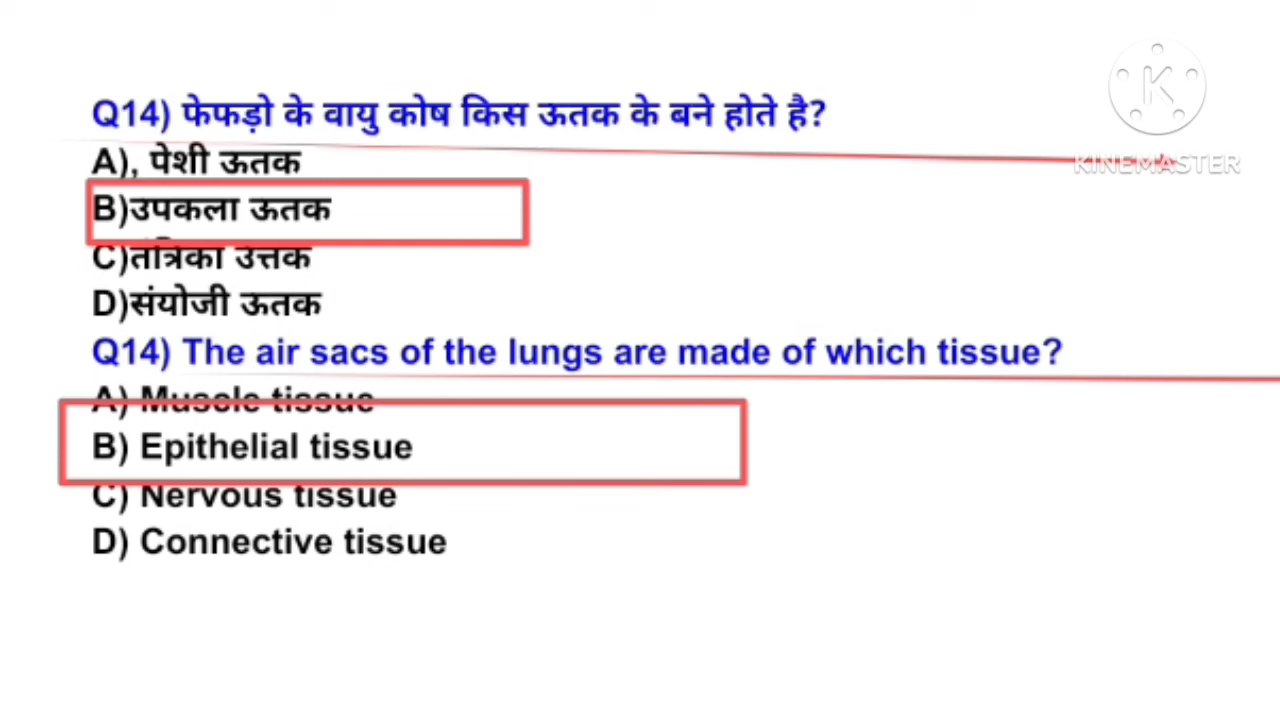 Q14) फेफड़ो के वायु कोष किस ऊतक के बने होते है?
A), पेशी ऊतक
B)उपकला ऊतक
C)तंत्रिका उत्तक
D)संयोजी ऊतक
Q14) The air sacs of the lungs are made of which tissue?
A) Muscle tissue
B) Epithelial tissue
C) Nervous tissue
D) Connective tissue
K
KINEMASTER